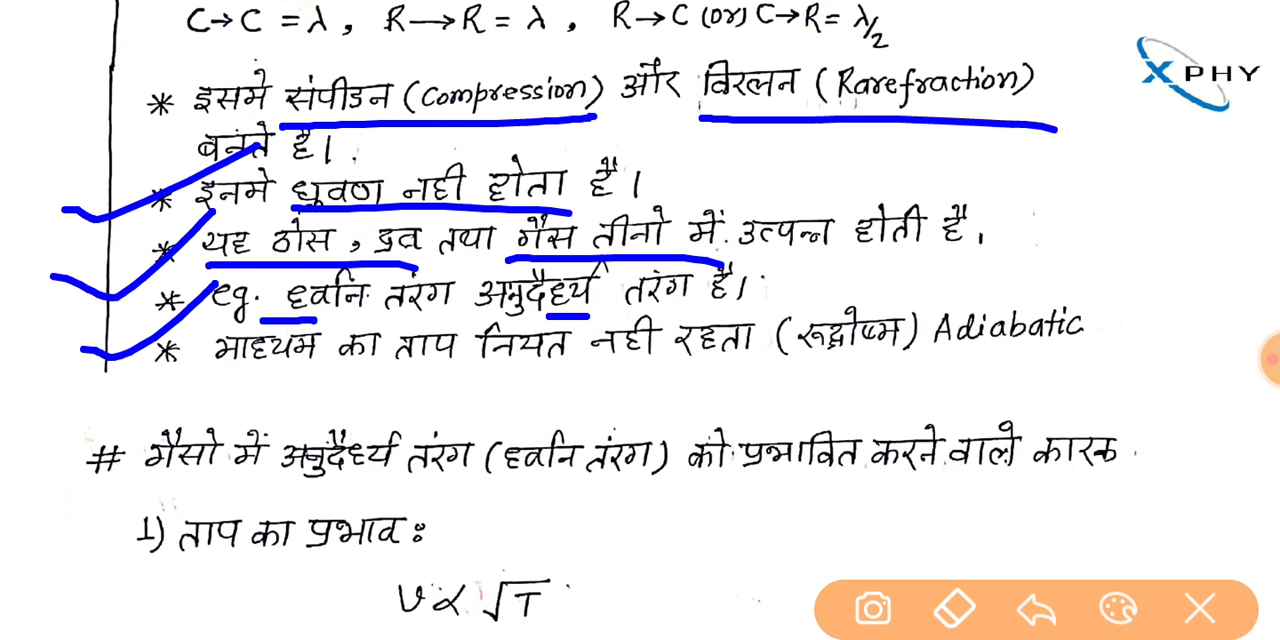 C→C = λ, R⟶R = λ, R→C (or) C→R = λ/2
* इसमे संपीडन (Compression) और विरलन (Rarefraction)
बनते है।
XPHY
* इनमे ध्रुवण नही होता है।
* यह ठोस, द्रव तथा गैस तीनो में उत्पन्न होती है।
* eg. ध्वनि तरंग अनुदैर्ध्य तरंग है।
* माध्यम का ताप नियत नही रहता (रूद्धोष्म) Adiabatic
# गैसो में अनुदैर्ध्य तरंग (ध्वनि तरंग) को प्रभावित करने वाले कारक
1) ताप का प्रभाव:
v ∝ √T